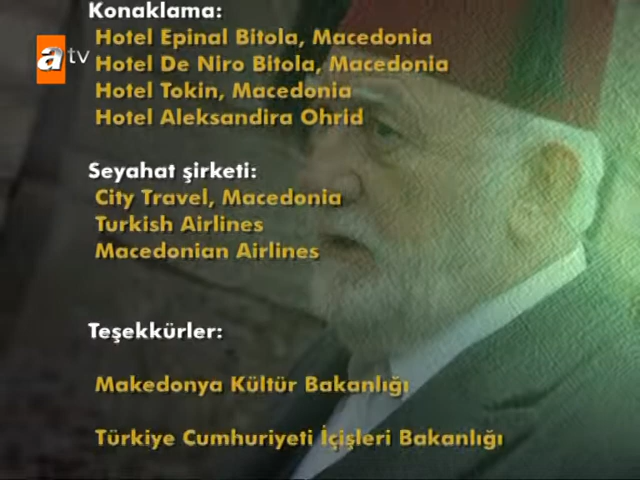 Konaklama:
Hotel Epinal Bitola, Macedonia
Hotel De Niro Bitola, Macedonia
Hotel Tokin, Macedonia
Hotel Aleksandira Ohrid
atv
Seyahat şirketi:
City Travel, Macedonia
Turkish Airlines
Macedonian Airlines
Teşekkürler:
Makedonya Kültür Bakanlığı
Türkiye Cumhuriyeti İçişleri Bakanlığı